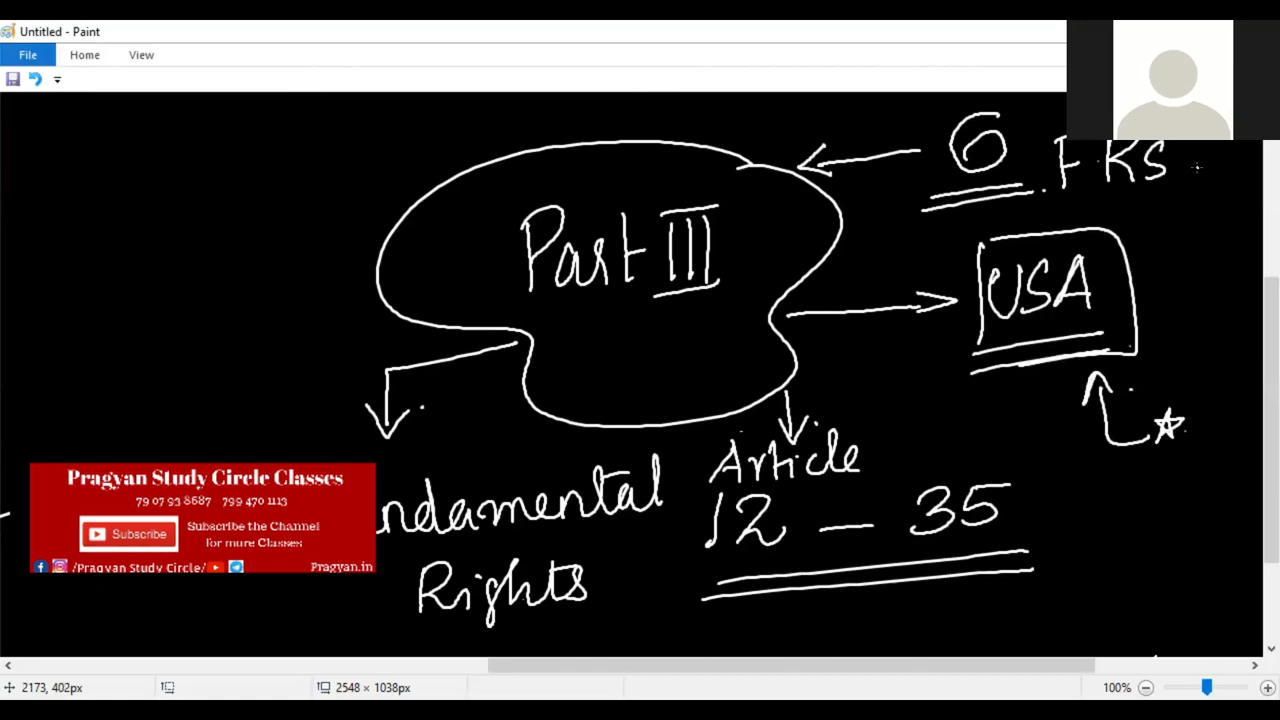 Untitled - Paint
File Home View
6 FRS
Part III
USA
Article
12 - 35
ndamental
Rights
Pragyan Study Circle Classes
79 07 93 8687 799 470 1113
Subscribe
Subscribe the Channel
for more Classes
/Pragyan Study Circle/
Pragyan.in
2173, 402px
2548 × 1038px
100%